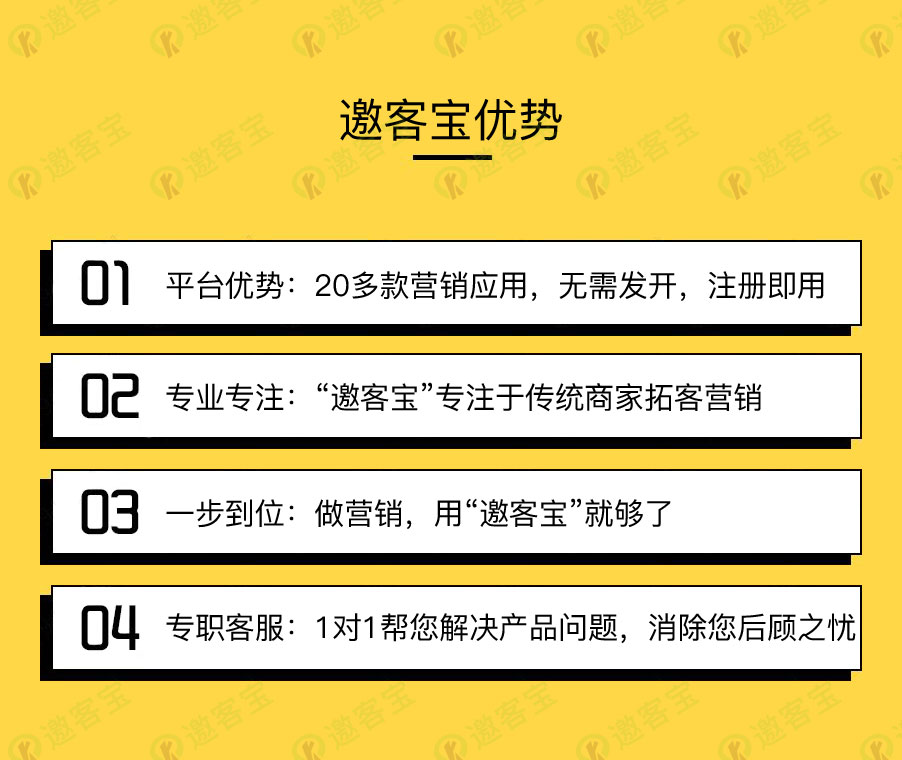 邀客宝优势
01 平台优势：20多款营销应用，无需发开，注册即用
02 专业专注：“邀客宝”专注于传统商家拓客营销
03 一步到位：做营销，用“邀客宝”就够了
04 专职客服：1对1帮您解决产品问题，消除您后顾之忧